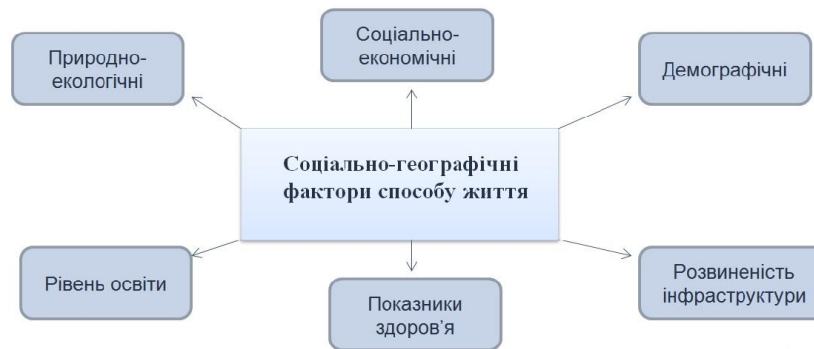 Природно-
екологічні
Соціально-
економічні
Демографічні
Соціально-географічні
фактори способу життя
Рівень освіти
Показники
здоров’я
Розвиненість
інфраструктури